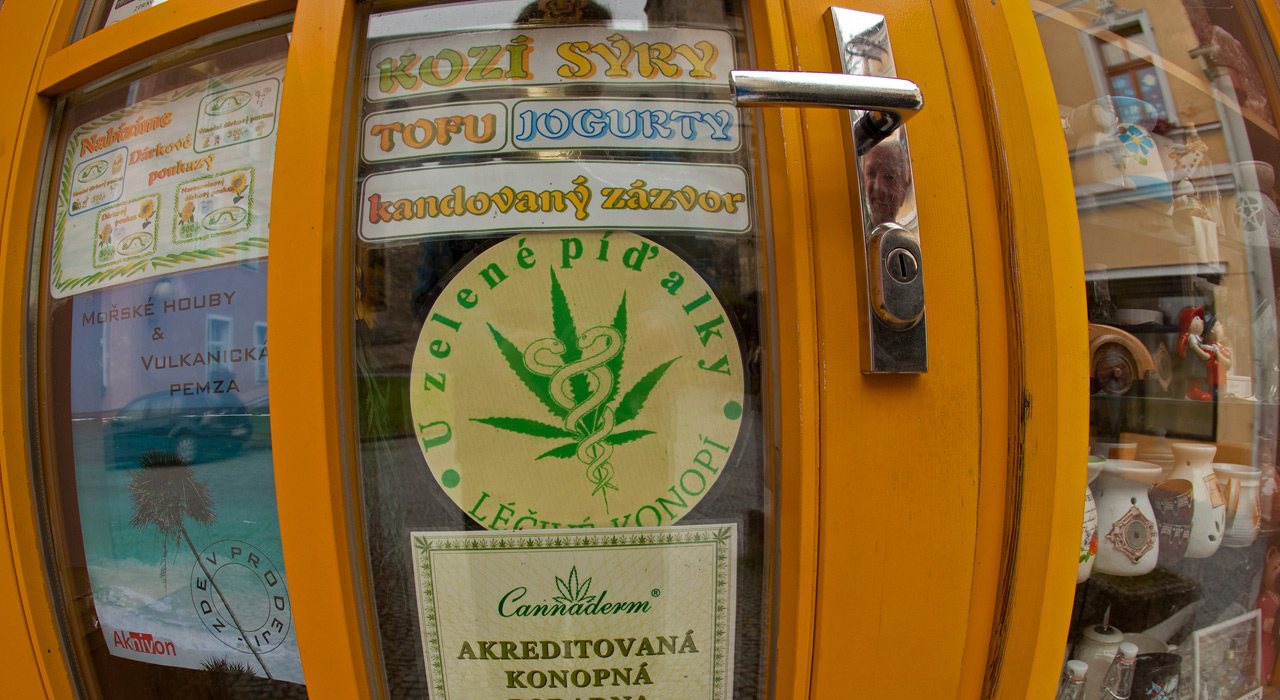 Nabízíme
Dárkové
poukazy
MOŘSKÉ HOUBY
&
VULKANICKÁ
PEMZA
ZDE V PRODEJI
Aknivon
KOZÍ SÝRY
TOFU JOGURTY
kandovaný zázvor
U zelené píďalky
LÉČIVÉ KONOPÍ
Cannaderm®
AKREDITOVANÁ
KONOPNÁ